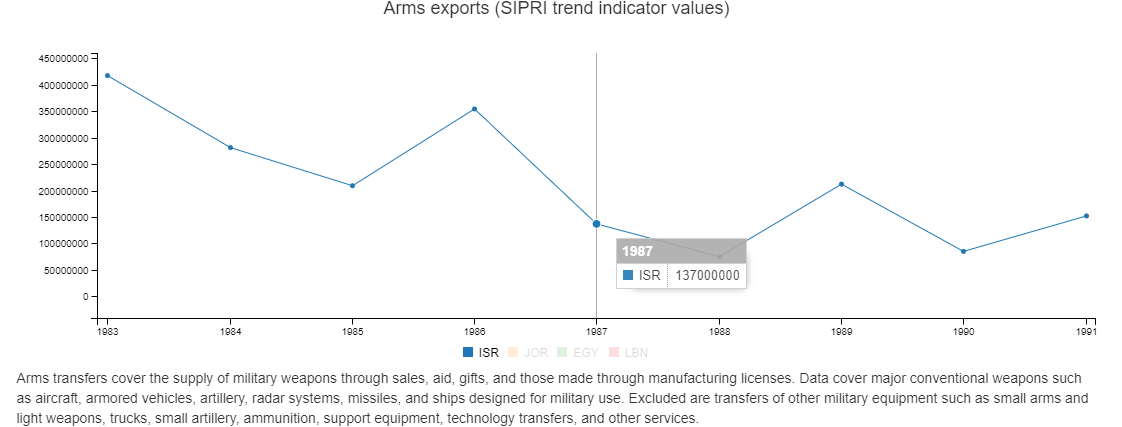 Arms exports (SIPRI trend indicator values)
450000000
400000000
350000000
300000000
250000000
200000000
150000000
100000000
50000000
0
1987
ISR 137000000
1983 1984 1985 1986 1987 1988 1989 1990 1991
ISR JOR EGY LBN
Arms transfers cover the supply of military weapons through sales, aid, gifts, and those made through manufacturing licenses. Data cover major conventional weapons such
as aircraft, armored vehicles, artillery, radar systems, missiles, and ships designed for military use. Excluded are transfers of other military equipment such as small arms and
light weapons, trucks, small artillery, ammunition, support equipment, technology transfers, and other services.